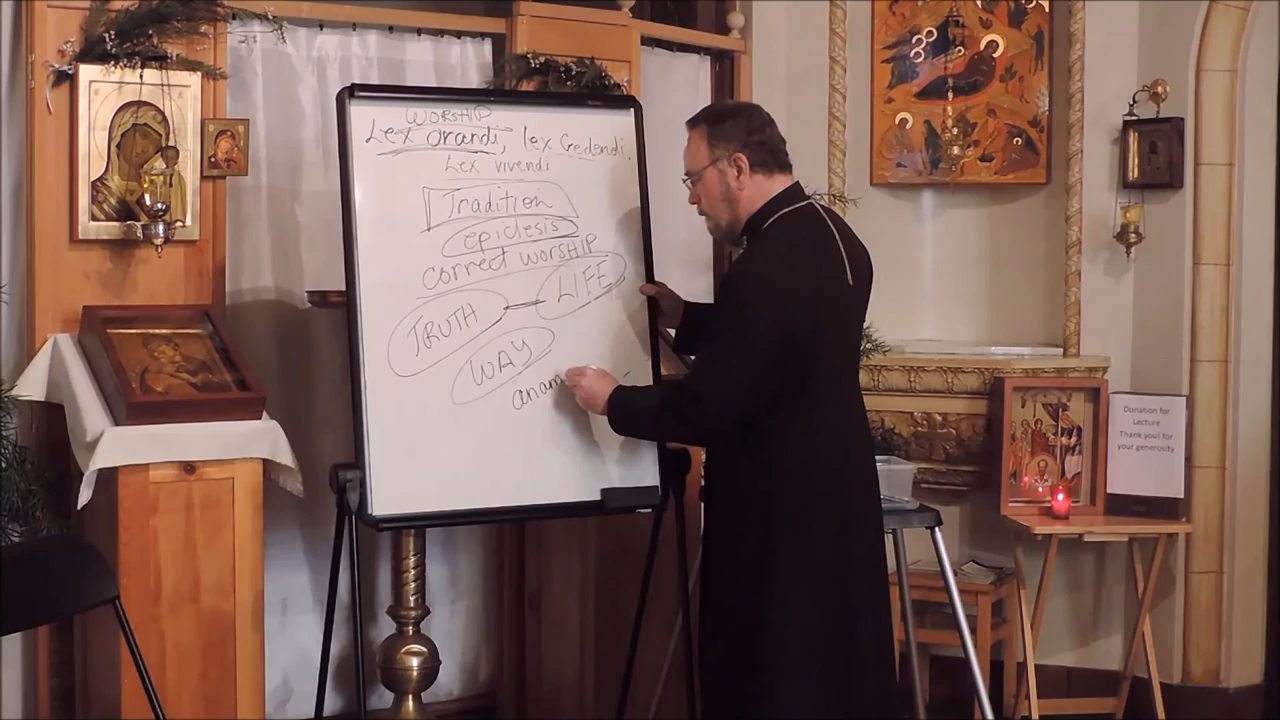 WORSHIP
Lex orandi, lex Credendi.
Lex vivendi
Tradition
epiclesis
correct WORSHIP
TRUTH — LIFE
WAY
anam
Donation for
Lecture
Thank you! for
your generosity